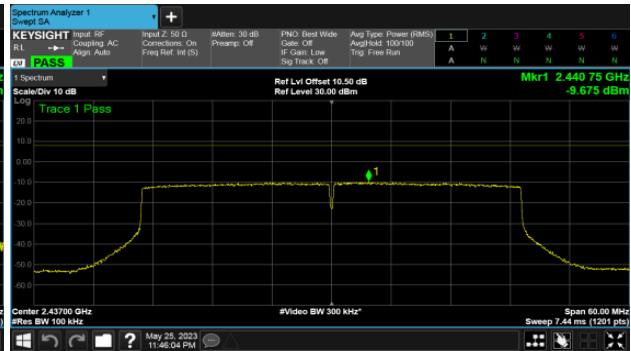 Spectrum Analyzer 1
Swept SA
+
KEYSIGHT Input: RF
R L
Coupling: AC
Align: Auto
LXI PASS
Input Z: 50 Ω
Corrections: On
Freq Ref: Int (S)
#Atten: 30 dB
Preamp: Off
PNO: Best Wide
Gate: Off
IF Gain: Low
Sig Track: Off
Avg Type: Power (RMS)
Avg|Hold: 100/100
Trig: Free Run
1 2 3 4 5 6
A W W W W W
A N N N N N
1 Spectrum
Scale/Div 10 dB
Ref Lvl Offset 10.50 dB
Ref Level 30.00 dBm
Mkr1 2.440 75 GHz
-9.675 dBm
Log
Trace 1 Pass
20.0
10.0
0.00
-10.0
-20.0
-30.0
-40.0
-50.0
-60.0
1
Center 2.43700 GHz
#Res BW 100 kHz
#Video BW 300 kHz*
Span 60.00 MHz
Sweep 7.44 ms (1201 pts)
?
May 25, 2023
11:46:04 PM